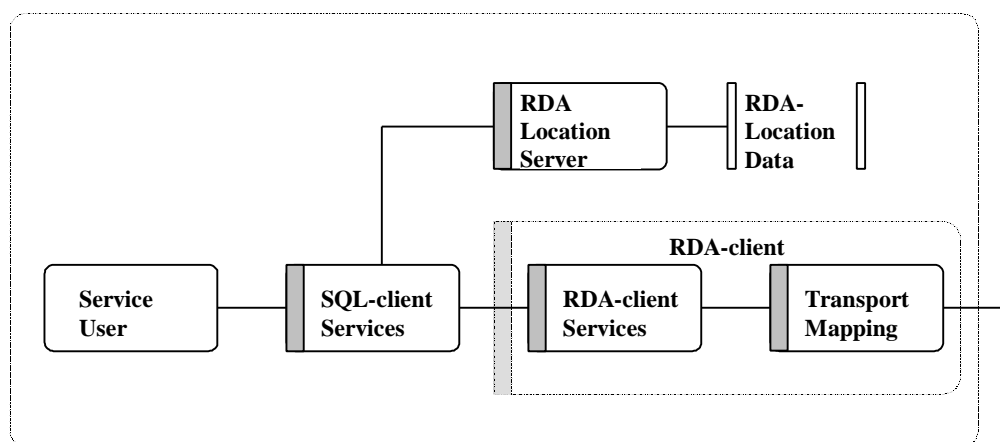 RDA
Location
Server
RDA-
Location
Data
RDA-client
Service
User
SQL-client
Services
RDA-client
Services
Transport
Mapping